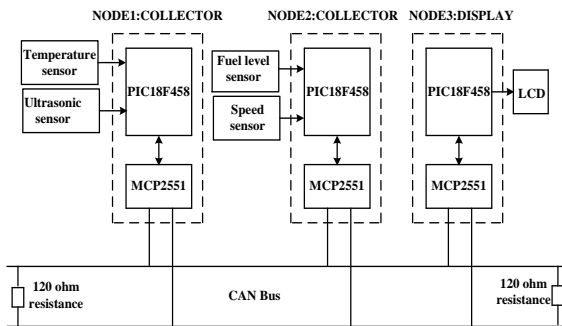 NODE1:COLLECTOR
NODE2:COLLECTOR
NODE3:DISPLAY
Temperature
sensor
Ultrasonic
sensor
PIC18F458
MCP2551
Fuel level
sensor
Speed
sensor
PIC18F458
MCP2551
PIC18F458
LCD
MCP2551
120 ohm
resistance
CAN Bus
120 ohm
resistance